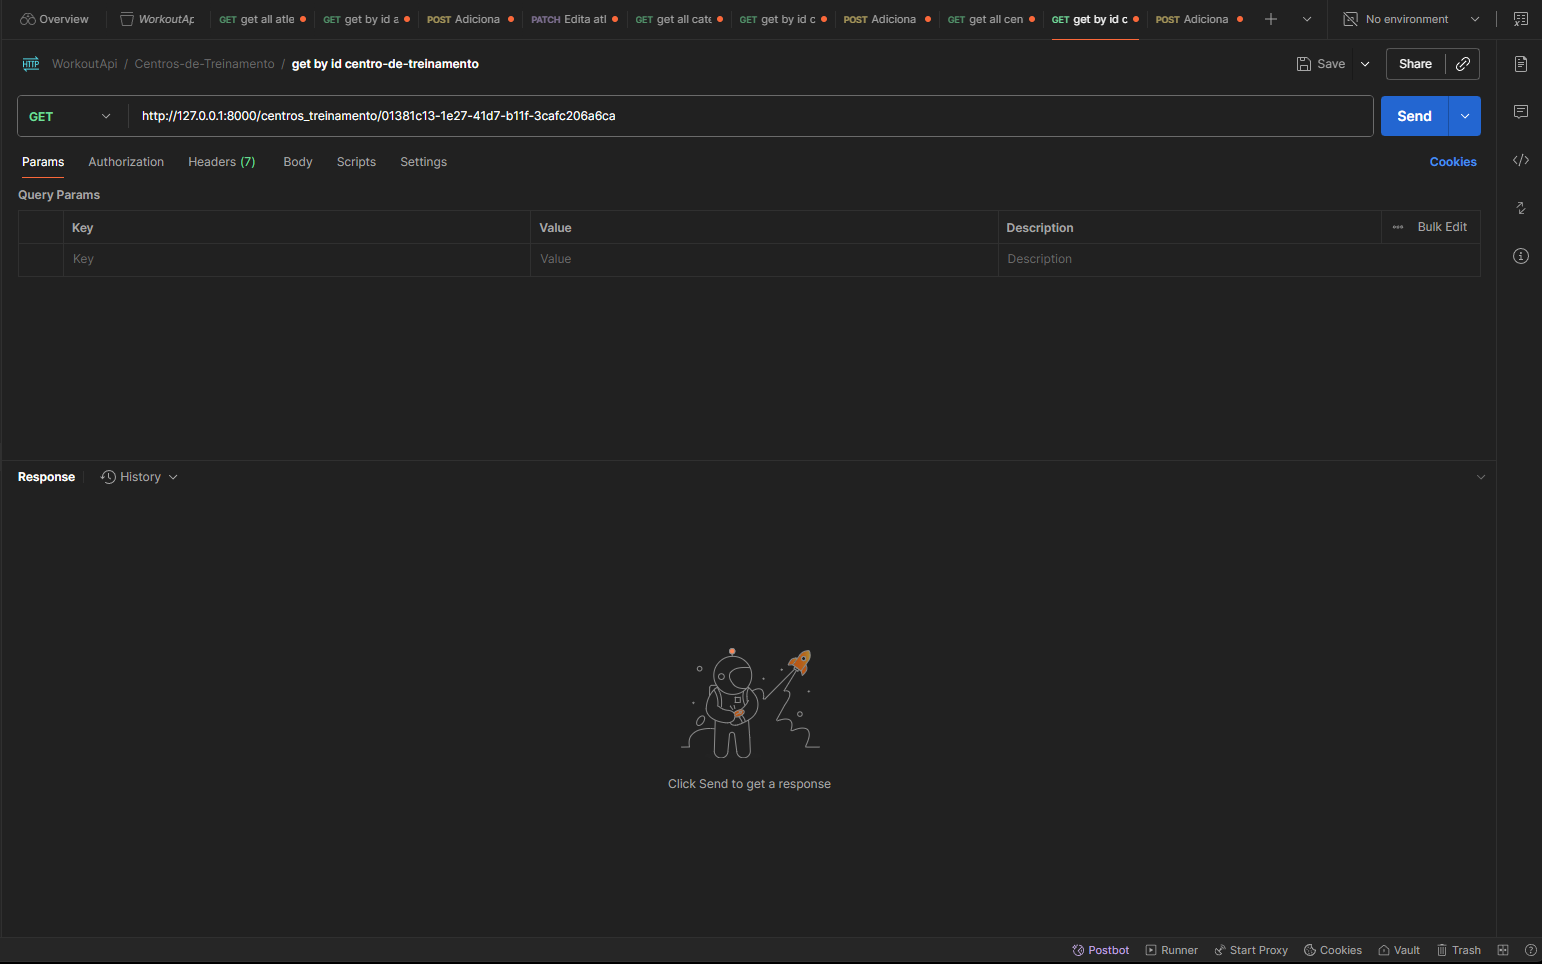 Overview WorkoutAp GET get all atle GET get by id a POST Adiciona PATCH Edita atl GET get all cate GET get by id c POST Adiciona GET get all cen GET get by id c POST Adiciona No environment
HTTP WorkoutApi / Centros-de-Treinamento / get by id centro-de-treinamento Save Share
GET http://127.0.0.1:8000/centros_treinamento/01381c13-1e27-41d7-b11f-3cafc206a6ca Send
Params Authorization Headers (7) Body Scripts Settings Cookies
Query Params
Key Value Description Bulk Edit
Key Value Description
Response History
Click Send to get a response
Postbot Runner Start Proxy Cookies Vault Trash